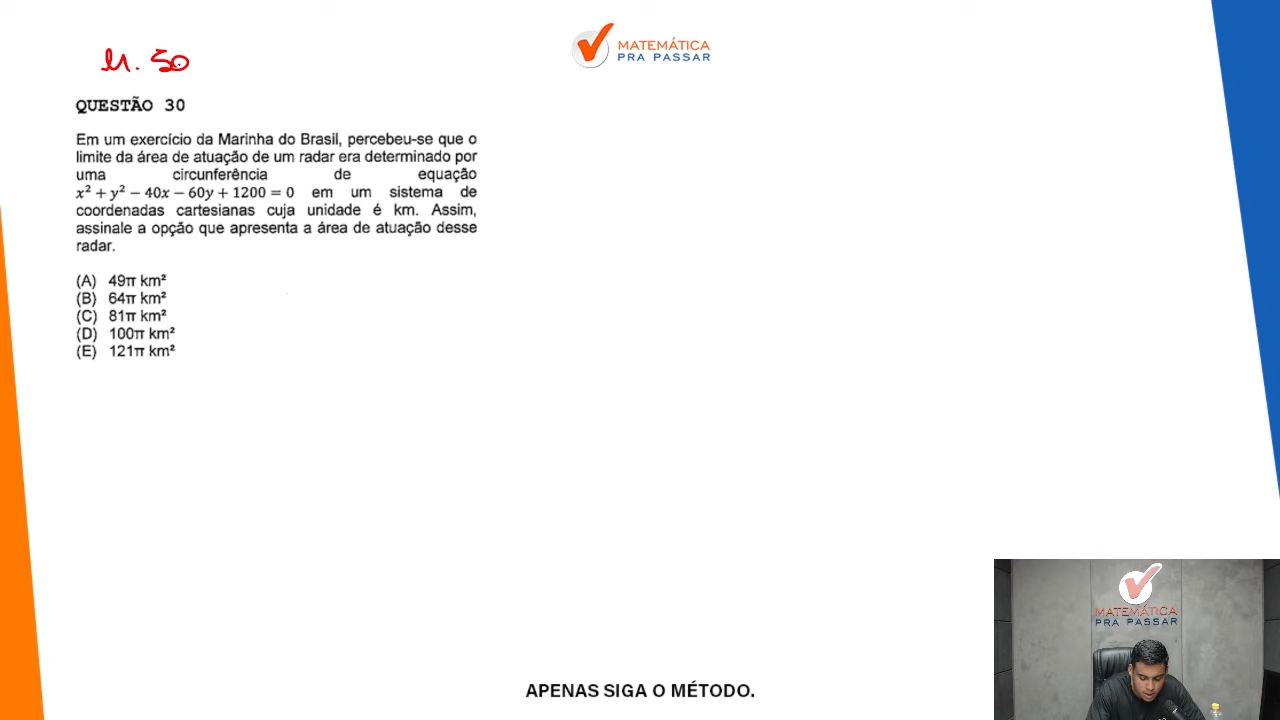 M. 50
MATEMÁTICA
PRA PASSAR
QUESTÃO 30
Em um exercício da Marinha do Brasil, percebeu-se que o
limite da área de atuação de um radar era determinado por
uma circunferência de equação
x² + y² − 40x − 60y + 1200 = 0 em um sistema de
coordenadas cartesianas cuja unidade é km. Assim,
assinale a opção que apresenta a área de atuação desse
radar.
(A) 49π km²
(B) 64π km²
(C) 81π km²
(D) 100π km²
(E) 121π km²
MATEMÁTICA
PRA PASSAR
APENAS SIGA O MÉTODO.